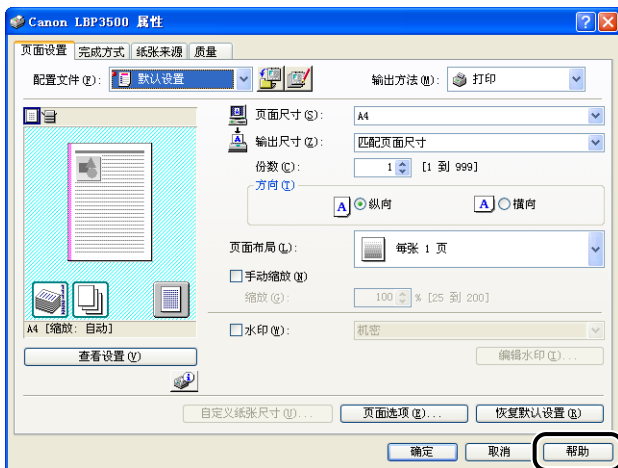 Canon LBP3500 属性
页面设置 完成方式 纸张来源 质量
配置文件(F): 默认设置 输出方法(M): 打印
页面尺寸(S): A4
输出尺寸(Z): 匹配页面尺寸
份数(C): 1 [1 到 999]
方向(T)
A 纵向 A 横向
页面布局(L): 每张 1 页
手动缩放(N)
缩放(G): 100 % [25 到 200]
A4 [缩放: 自动]
水印(W): 机密
查看设置(V) 编辑水印(I)...
自定义纸张尺寸(U)... 页面选项(E)... 恢复默认设置(R)
确定 取消 帮助